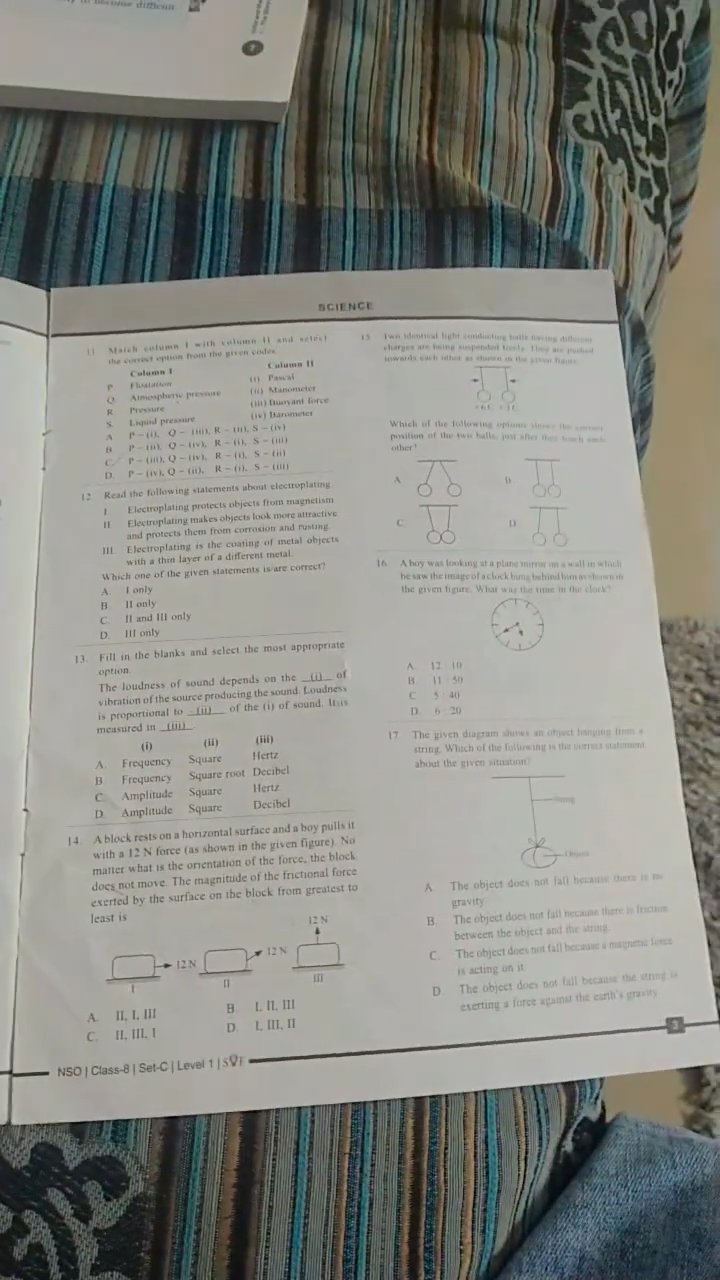 become difficult
SCIENCE
11. Match column I with column II and select
the correct option from the given codes.
Column I Column II
P. Floatation (i) Pascal
Q. Atmospheric pressure (ii) Manometer
R. Pressure (iii) Buoyant force
S. Liquid pressure (iv) Barometer
A. P – (i), Q – (iii), R – (ii), S – (iv)
B. P – (ii), Q – (iv), R – (i), S – (iii)
C. P – (iii), Q – (iv), R – (i), S – (ii)
D. P – (iv), Q – (ii), R – (i), S – (iii)
12. Read the following statements about electroplating.
I. Electroplating protects objects from magnetism.
II. Electroplating makes objects look more attractive
and protects them from corrosion and rusting.
III. Electroplating is the coating of metal objects
with a thin layer of a different metal.
Which one of the given statements is/are correct?
A. I only
B. II only
C. II and III only
D. III only
13. Fill in the blanks and select the most appropriate
option.
The loudness of sound depends on the (i) of
vibration of the source producing the sound. Loudness
is proportional to (ii) of the (i) of sound. It is
measured in (iii).
(i) (ii) (iii)
A. Frequency Square Hertz
B. Frequency Square root Decibel
C. Amplitude Square Hertz
D. Amplitude Square Decibel
14. A block rests on a horizontal surface and a boy pulls it
with a 12 N force (as shown in the given figure). No
matter what is the orientation of the force, the block
does not move. The magnitude of the frictional force
exerted by the surface on the block from greatest to
least is
12 N
12 N
12 N
I II III
A. II, I, III B. I, II, III
C. II, III, I D. I, III, II
15. Two identical light conducting balls having different
charges are being suspended freely. They are pushed
towards each other as shown in the given figure.
Which of the following options shows the correct
position of the two balls, just after they touch each
other?
A. B.
C. D.
16. A boy was looking at a plane mirror on a wall in which
he saw the image of a clock hung behind him as shown in
the given figure. What was the time in the clock?
A. 12 : 10
B. 11 : 50
C. 5 : 40
D. 6 : 20
17. The given diagram shows an object hanging from a
string. Which of the following is the correct statement
about the given situation?
String
Object
A. The object does not fall because there is no
gravity.
B. The object does not fall because there is friction
between the object and the string.
C. The object does not fall because a magnetic force
is acting on it.
D. The object does not fall because the string is
exerting a force against the earth's gravity.
3
NSO | Class-8 | Set-C | Level 1 | SOF